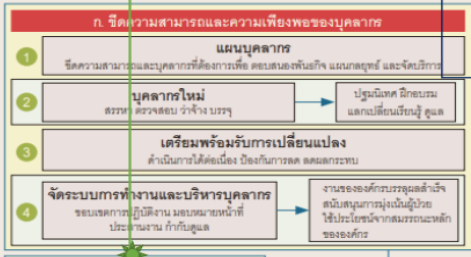 ก. ขีดความสามารถและความเพียงพอของบุคลากร
1
แผนบุคลากร
ขีดความสามารถและบุคลากรที่ต้องการเพื่อ ตอบสนองพันธกิจ แผนกลยุทธ์ และจัดบริการ
2
บุคลากรใหม่
สรรหา ตรวจสอบ ว่าจ้าง บรรจุ
ปฐมนิเทศ ฝึกอบรม
แลกเปลี่ยนเรียนรู้ ดูแล
3
เตรียมพร้อมรับการเปลี่ยนแปลง
ดำเนินการได้ต่อเนื่อง ป้องกันการลด ลดผลกระทบ
4
จัดระบบการทำงานและบริหารบุคลากร
ขอบเขตการปฏิบัติงาน มอบหมายหน้าที่
ประสานงาน กำกับดูแล
งานขององค์กรบรรลุผลสำเร็จ
สนับสนุนการมุ่งเน้นผู้ป่วย
ใช้ประโยชน์จากสมรรถนะหลัก
ขององค์กร